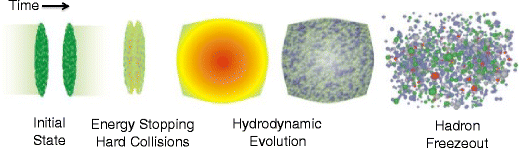 Time
Initial
State
Energy Stopping
Hard Collisions
Hydrodynamic
Evolution
Hadron
Freezeout